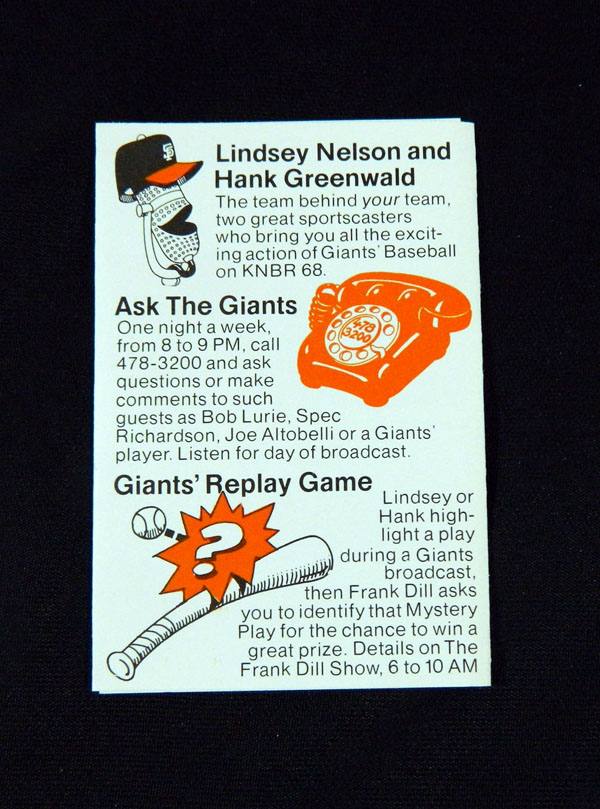 SF
Lindsey Nelson and
Hank Greenwald
The team behind your team,
two great sportscasters
who bring you all the excit-
ing action of Giants' Baseball
on KNBR 68.
Ask The Giants
One night a week,
from 8 to 9 PM, call
478-3200 and ask
questions or make
comments to such
guests as Bob Lurie, Spec
Richardson, Joe Altobelli or a Giants'
player. Listen for day of broadcast.
478
3200
Giants' Replay Game
?
Lindsey or
Hank high-
light a play
during a Giants
broadcast,
then Frank Dill asks
you to identify that Mystery
Play for the chance to win a
great prize. Details on The
Frank Dill Show, 6 to 10 AM